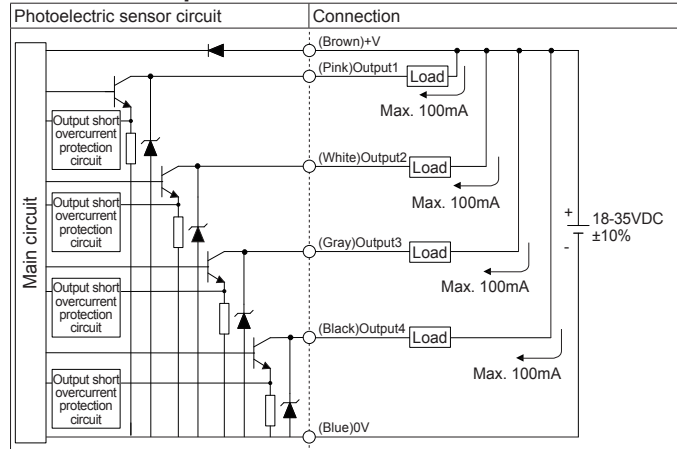 Photoelectric sensor circuit
Connection
(Brown)+V
(Pink)Output1
Load
Max. 100mA
Output short
overcurrent
protection
circuit
(White)Output2
Load
Max. 100mA
Output short
overcurrent
protection
circuit
Main circuit
+
18-35VDC
±10%
-
(Gray)Output3
Load
Max. 100mA
Output short
overcurrent
protection
circuit
(Black)Output4
Load
Max. 100mA
Output short
overcurrent
protection
circuit
(Blue)0V